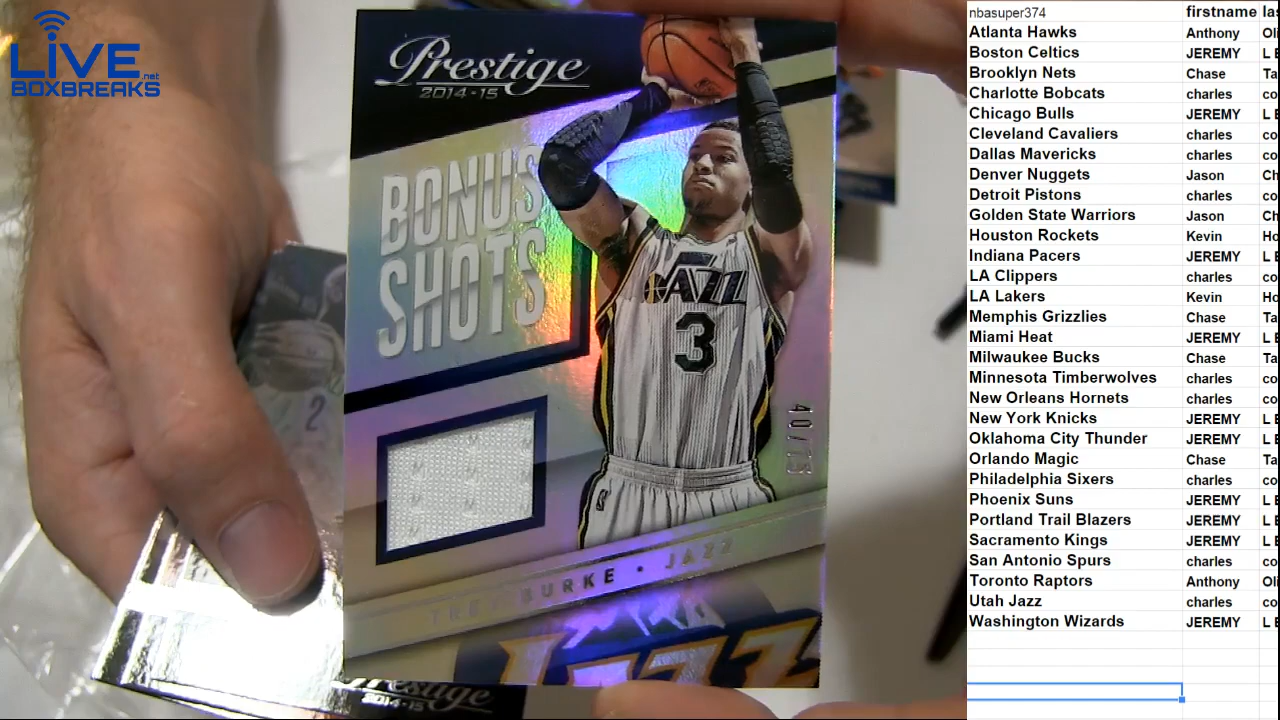 LIVE.net
BOXBREAKS
Prestige
2014-15
BONUS
SHOTS
JAZZ
3
40/75
TREY BURKE • JAZZ
JAZZ
2
Prestige
2014-15
nbasuper374 firstname las
Atlanta Hawks Anthony Oli
Boston Celtics JEREMY L E
Brooklyn Nets Chase Ta
Charlotte Bobcats charles co
Chicago Bulls JEREMY L E
Cleveland Cavaliers charles co
Dallas Mavericks charles co
Denver Nuggets Jason Ch
Detroit Pistons charles co
Golden State Warriors Jason Ch
Houston Rockets Kevin Ho
Indiana Pacers JEREMY L E
LA Clippers charles co
LA Lakers Kevin Ho
Memphis Grizzlies Chase Ta
Miami Heat JEREMY L E
Milwaukee Bucks Chase Ta
Minnesota Timberwolves charles co
New Orleans Hornets charles co
New York Knicks JEREMY L E
Oklahoma City Thunder JEREMY L E
Orlando Magic Chase Ta
Philadelphia Sixers charles co
Phoenix Suns JEREMY L E
Portland Trail Blazers JEREMY L E
Sacramento Kings JEREMY L E
San Antonio Spurs charles co
Toronto Raptors Anthony Oli
Utah Jazz charles co
Washington Wizards JEREMY L E